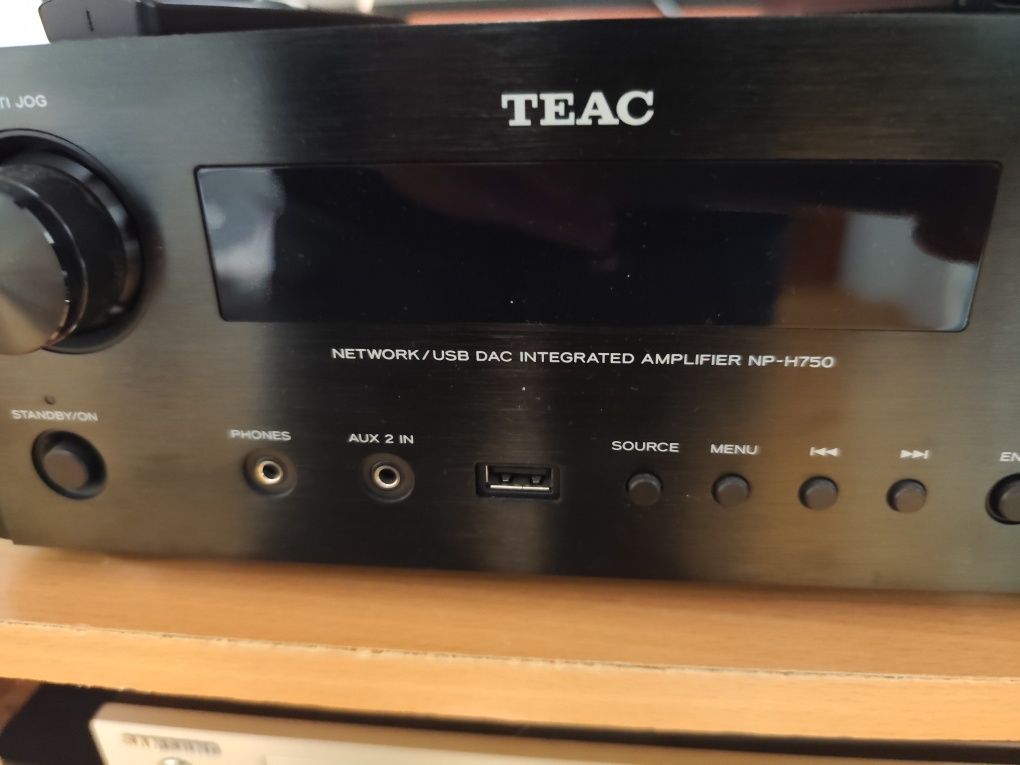 TI JOG
TEAC
NETWORK/USB DAC INTEGRATED AMPLIFIER NP-H750
STANDBY/ON
PHONES
AUX 2 IN
SOURCE
MENU
EN